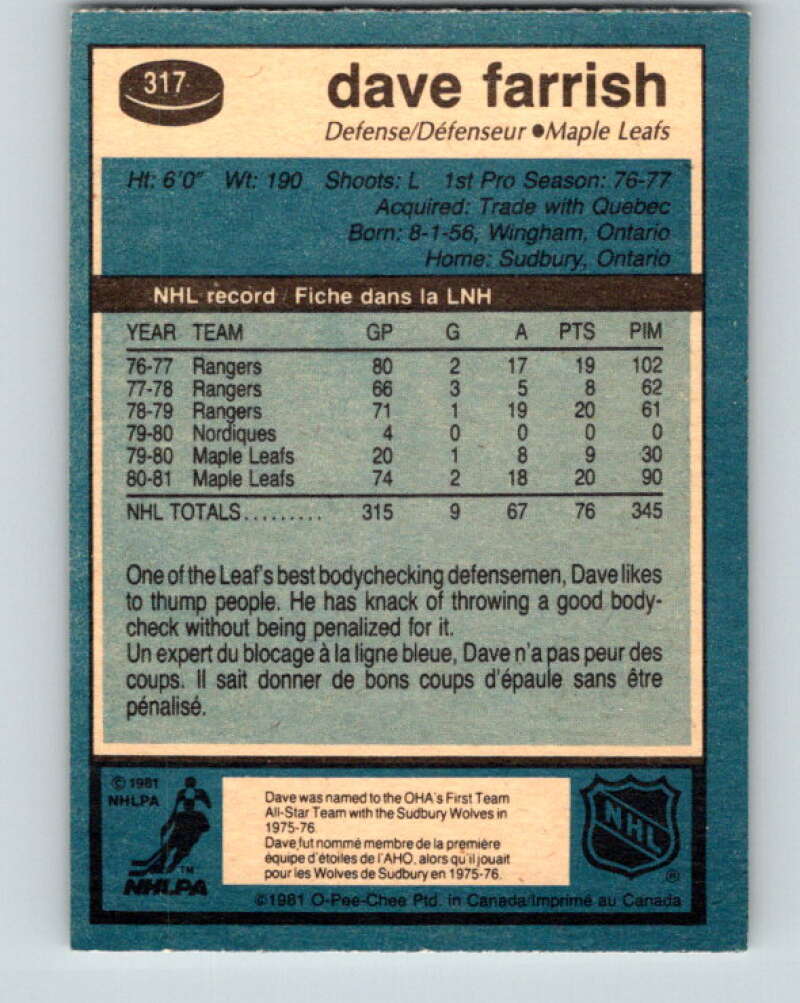 317
dave farrish
Defense/Défenseur ●Maple Leafs
Ht: 6'0" Wt: 190 Shoots: L 1st Pro Season: 76-77
Acquired: Trade with Quebec
Born: 8-1-56, Wingham, Ontario
Home: Sudbury, Ontario
NHL record / Fiche dans la LNH
YEAR TEAM GP G A PTS PIM
76-77 Rangers 80 2 17 19 102
77-78 Rangers 66 3 5 8 62
78-79 Rangers 71 1 19 20 61
79-80 Nordiques 4 0 0 0 0
79-80 Maple Leafs 20 1 8 9 30
80-81 Maple Leafs 74 2 18 20 90
NHL TOTALS......... 315 9 67 76 345
One of the Leaf's best bodychecking defensemen, Dave likes
to thump people. He has knack of throwing a good body-
check without being penalized for it.
Un expert du blocage à la ligne bleue, Dave n'a pas peur des
coups. Il sait donner de bons coups d'épaule sans être
pénalisé.
© 1981
NHLPA
TM
NHLPA
Dave was named to the OHA's First Team
All-Star Team with the Sudbury Wolves in
1975-76.
Dave fut nommé membre de la première
équipe d'étoiles de l'AHO, alors qu'il jouait
pour les Wolves de Sudbury en 1975-76.
NHL
®
©1981 O-Pee-Chee Ptd. in Canada/Imprimé au Canada